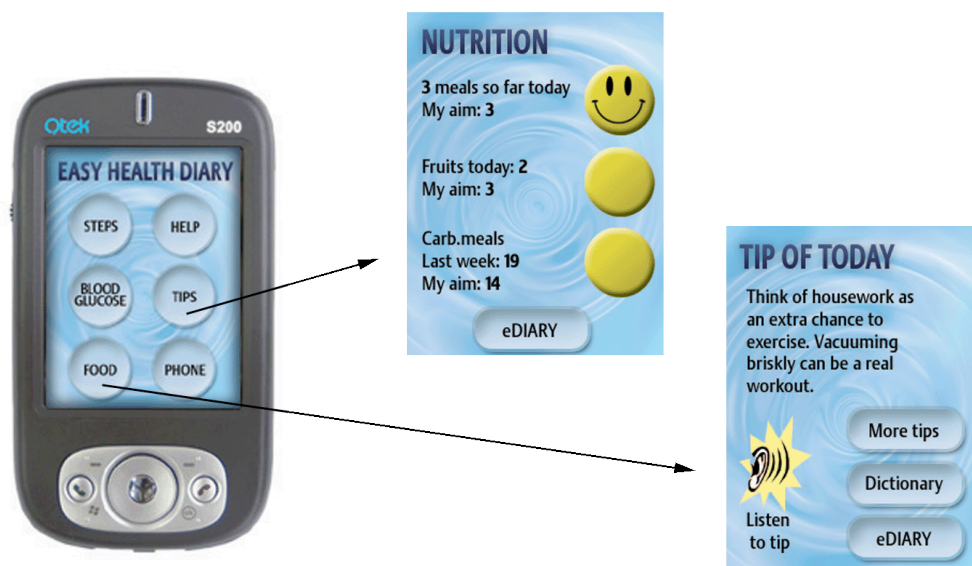 Qtek
S200
EASY HEALTH DIARY
STEPS
HELP
BLOOD
GLUCOSE
TIPS
FOOD
PHONE
NUTRITION
3 meals so far today
My aim: 3
Fruits today: 2
My aim: 3
Carb.meals
Last week: 19
My aim: 14
eDIARY
TIP OF TODAY
Think of housework as
an extra chance to
exercise. Vacuuming
briskly can be a real
workout.
More tips
Dictionary
Listen
to tip
eDIARY